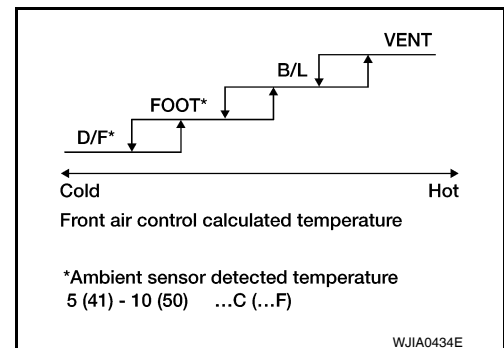 VENT
B/L
FOOT*
D/F*
Cold Hot
Front air control calculated temperature
*Ambient sensor detected temperature
5 (41) - 10 (50) ...C (...F)
WJIA0434E